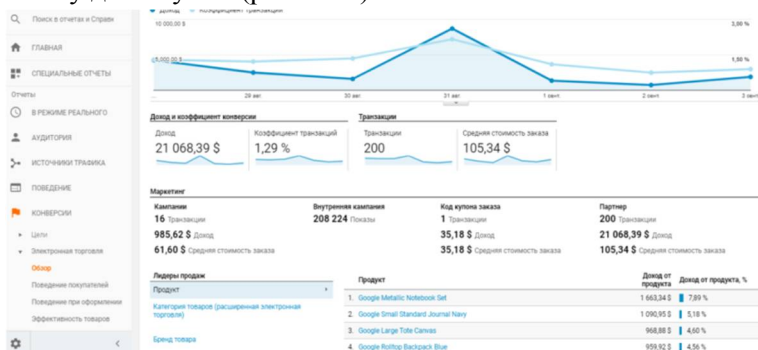 Доход Коэффициент транзакций
Поиск в отчетах и Справк
10 000,00 $ 3,00 %
ГЛАВНАЯ
5 000,00 $ 1,50 %
СПЕЦИАЛЬНЫЕ ОТЧЕТЫ
Отчеты
... 29 авг. 30 авг. 31 авг. 1 сент. 2 сент. 3 сент.
В РЕЖИМЕ РЕАЛЬНОГО
Доход и коэффициент конверсии Транзакции
АУДИТОРИЯ
Доход Коэффициент транзакций Транзакции Средняя стоимость заказа
21 068,39 $ 1,29 % 200 105,34 $
ИСТОЧНИКИ ТРАФИКА
ПОВЕДЕНИЕ
Маркетинг
КОНВЕРСИИ
Кампании Внутренняя кампания Код купона заказа Партнер
16 Транзакции 208 224 Показы 1 Транзакции 200 Транзакции
Цели
985,62 $ Доход 35,18 $ Доход 21 068,39 $ Доход
Электронная торговля
61,60 $ Средняя стоимость заказа 35,18 $ Средняя стоимость заказа 105,34 $ Средняя стоимость заказа
Обзор
Лидеры продаж Продукт Доход от продукта Доход от продукта, %
Поведение покупателей
Продукт
1. Google Metallic Notebook Set 1 663,34 $ 7,89 %
Поведение при оформлении
Категория товаров (расширенная электронная
торговля)
2. Google Small Standard Journal Navy 1 090,95 $ 5,18 %
Эффективность товаров
3. Google Large Tote Canvas 968,88 $ 4,60 %
Бренд товара
4. Google Rolltop Backpack Blue 959,92 $ 4,56 %